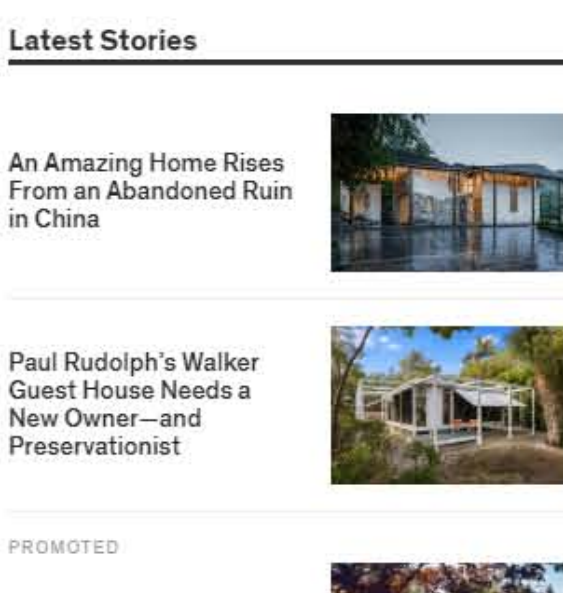 Latest Stories
An Amazing Home Rises
From an Abandoned Ruin
in China
Paul Rudolph's Walker
Guest House Needs a
New Owner—and
Preservationist
PROMOTED